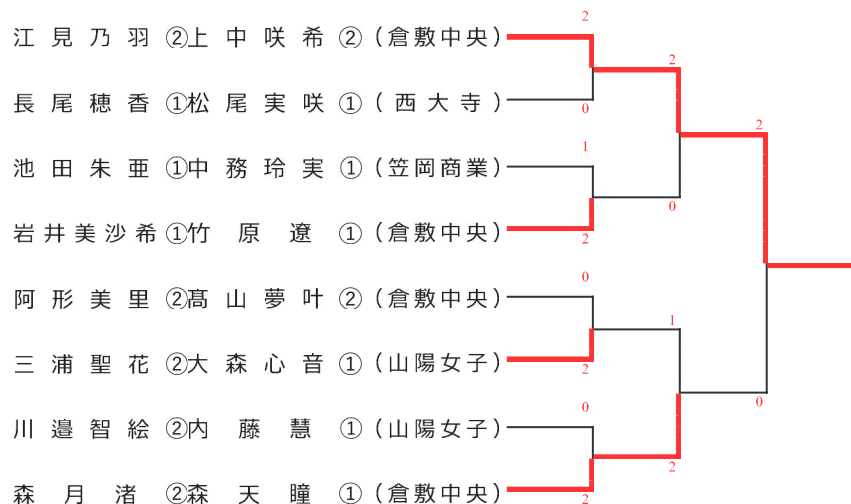 2
江見乃羽 ②上中咲希 ② (倉敷中央)
2
長尾穂香 ①松尾実咲 ① (西大寺)
0
2
1
池田朱亜 ①中務玲実 ① (笠岡商業)
0
岩井美沙希 ①竹原遼 ① (倉敷中央)
2
0
阿形美里 ②髙山夢叶 ② (倉敷中央)
1
三浦聖花 ②大森心音 ① (山陽女子)
2
0
0
川邉智絵 ②内藤慧 ① (山陽女子)
2
森月渚 ②森天瞳 ① (倉敷中央)
2